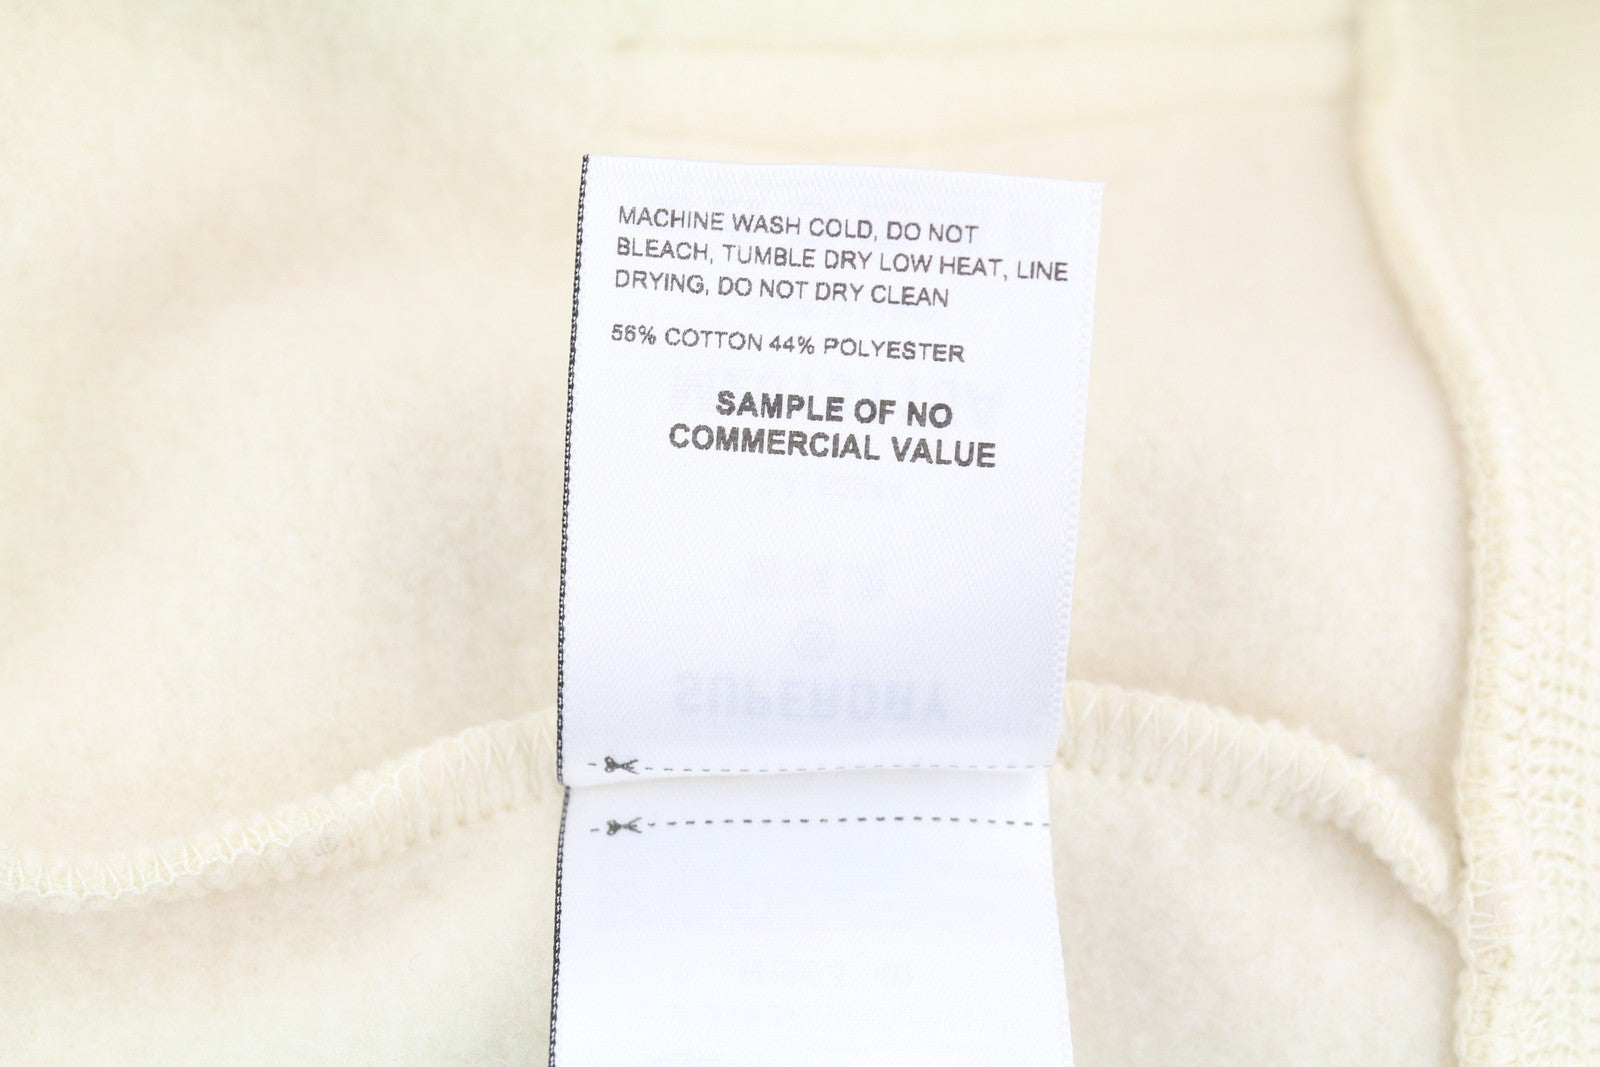 MACHINE WASH COLD, DO NOT
BLEACH, TUMBLE DRY LOW HEAT, LINE
DRYING, DO NOT DRY CLEAN
56% COTTON 44% POLYESTER
SAMPLE OF NO
COMMERCIAL VALUE
SUPERDRY